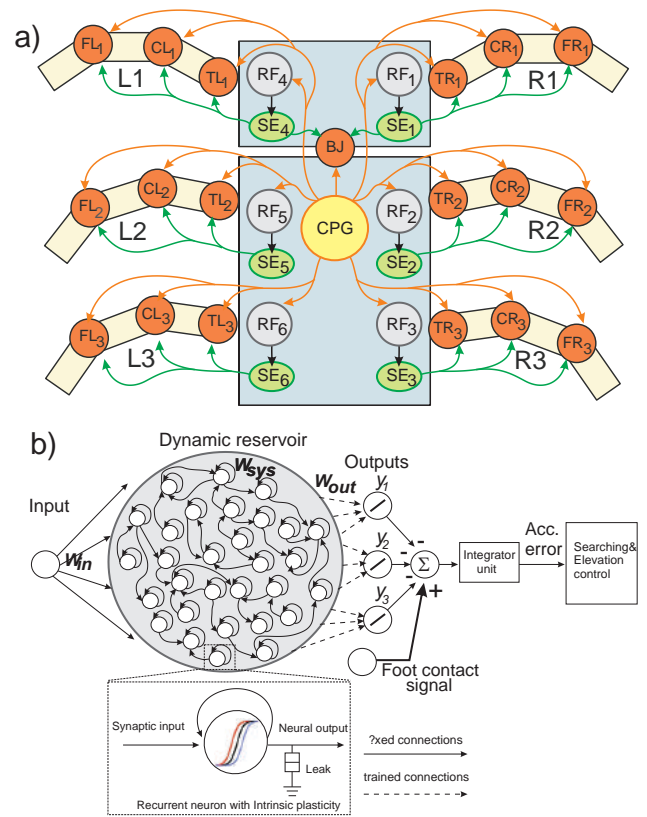 a)
FL1 CL1 TL1 L1 RF4 SE4 RF1 SE1 TR1 CR1 FR1 R1
BJ
FL2 CL2 TL2 L2 RF5 SE5 CPG RF2 SE2 TR2 CR2 FR2 R2
FL3 CL3 TL3 L3 RF6 SE6 RF3 SE3 TR3 CR3 FR3 R3
b)
Dynamic reservoir
Input
Win
Wsys
Wout
Outputs
y1
y2
y3
-
-
-
+
Σ
Integrator
unit
Acc.
error
Searching&
Elevation
control
Foot contact
signal
Synaptic input
Neural output
Leak
Recurrent neuron with Intrinsic plasticity
?xed connections
trained connections